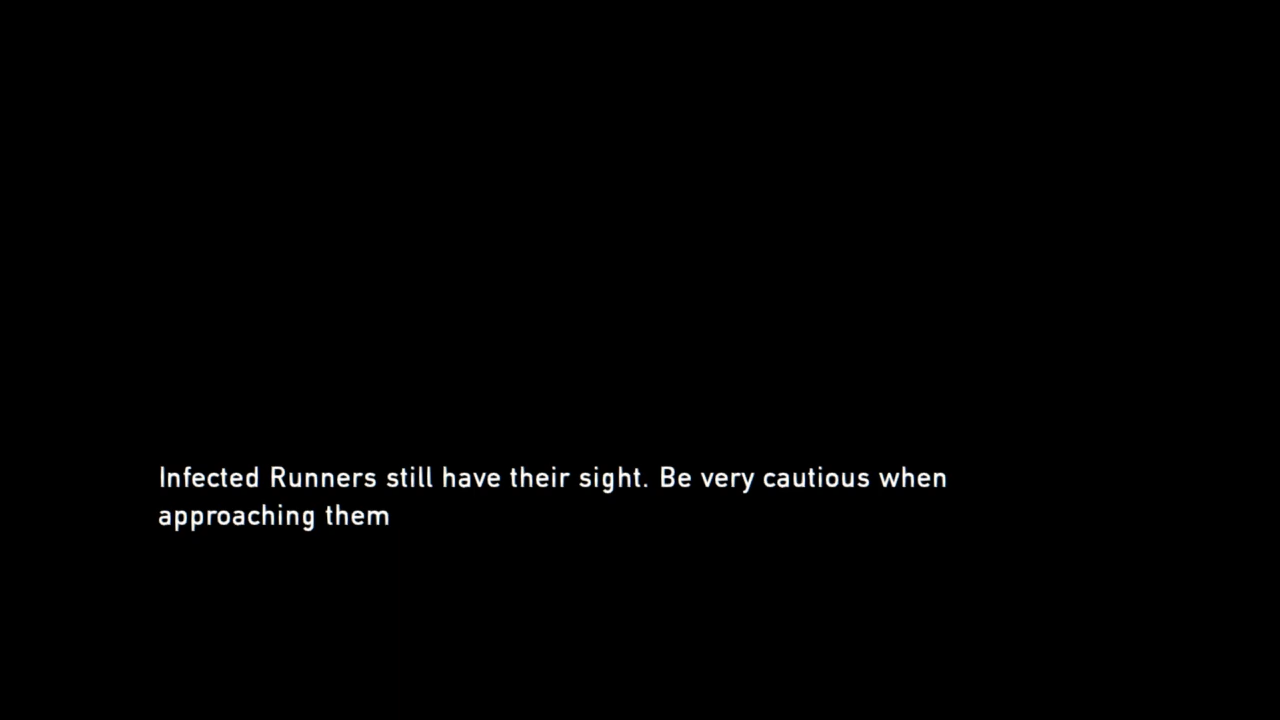 Infected Runners still have their sight. Be very cautious when
approaching them